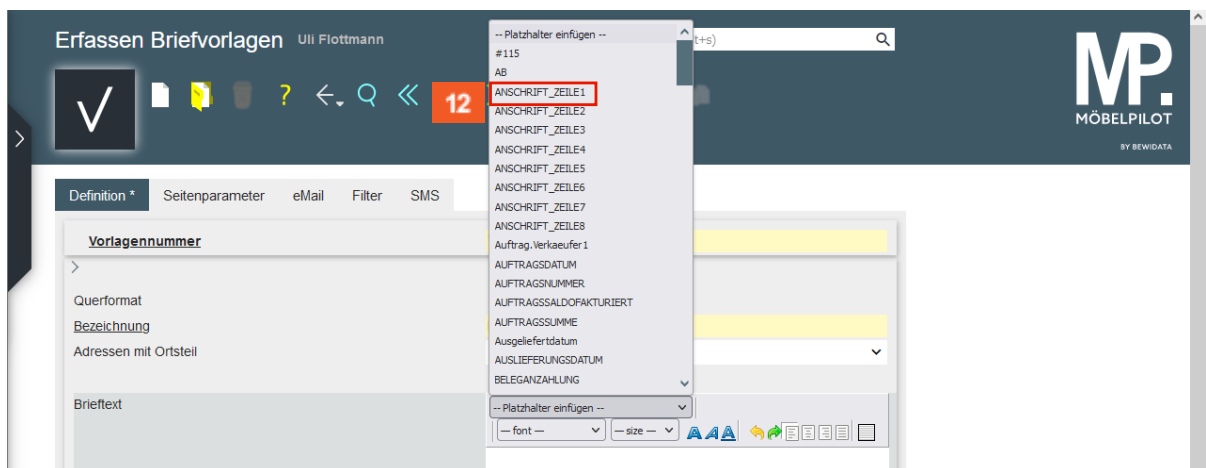 Erfassen Briefvorlagen Uli Flottmann
-- Platzhalter einfügen --
t+s)
#115
AB
ANSCHRIFT_ZEILE1
ANSCHRIFT_ZEILE2
ANSCHRIFT_ZEILE3
ANSCHRIFT_ZEILE4
ANSCHRIFT_ZEILE5
ANSCHRIFT_ZEILE6
ANSCHRIFT_ZEILE7
ANSCHRIFT_ZEILE8
Auftrag.Verkaeufer1
AUFTRAGSDATUM
AUFTRAGSNUMMER
AUFTRAGSSALDOFAKTURIERT
AUFTRAGSSUMME
Ausgeliefertdatum
AUSLIEFERUNGSDATUM
BELEGANZAHLUNG
12
MP.
MÖBELPILOT
BY BEWIDATA
Definition * Seitenparameter eMail Filter SMS
Vorlagennummer
Querformat
Bezeichnung
Adressen mit Ortsteil
Brieftext
-- Platzhalter einfügen --
— font — — size — A A A